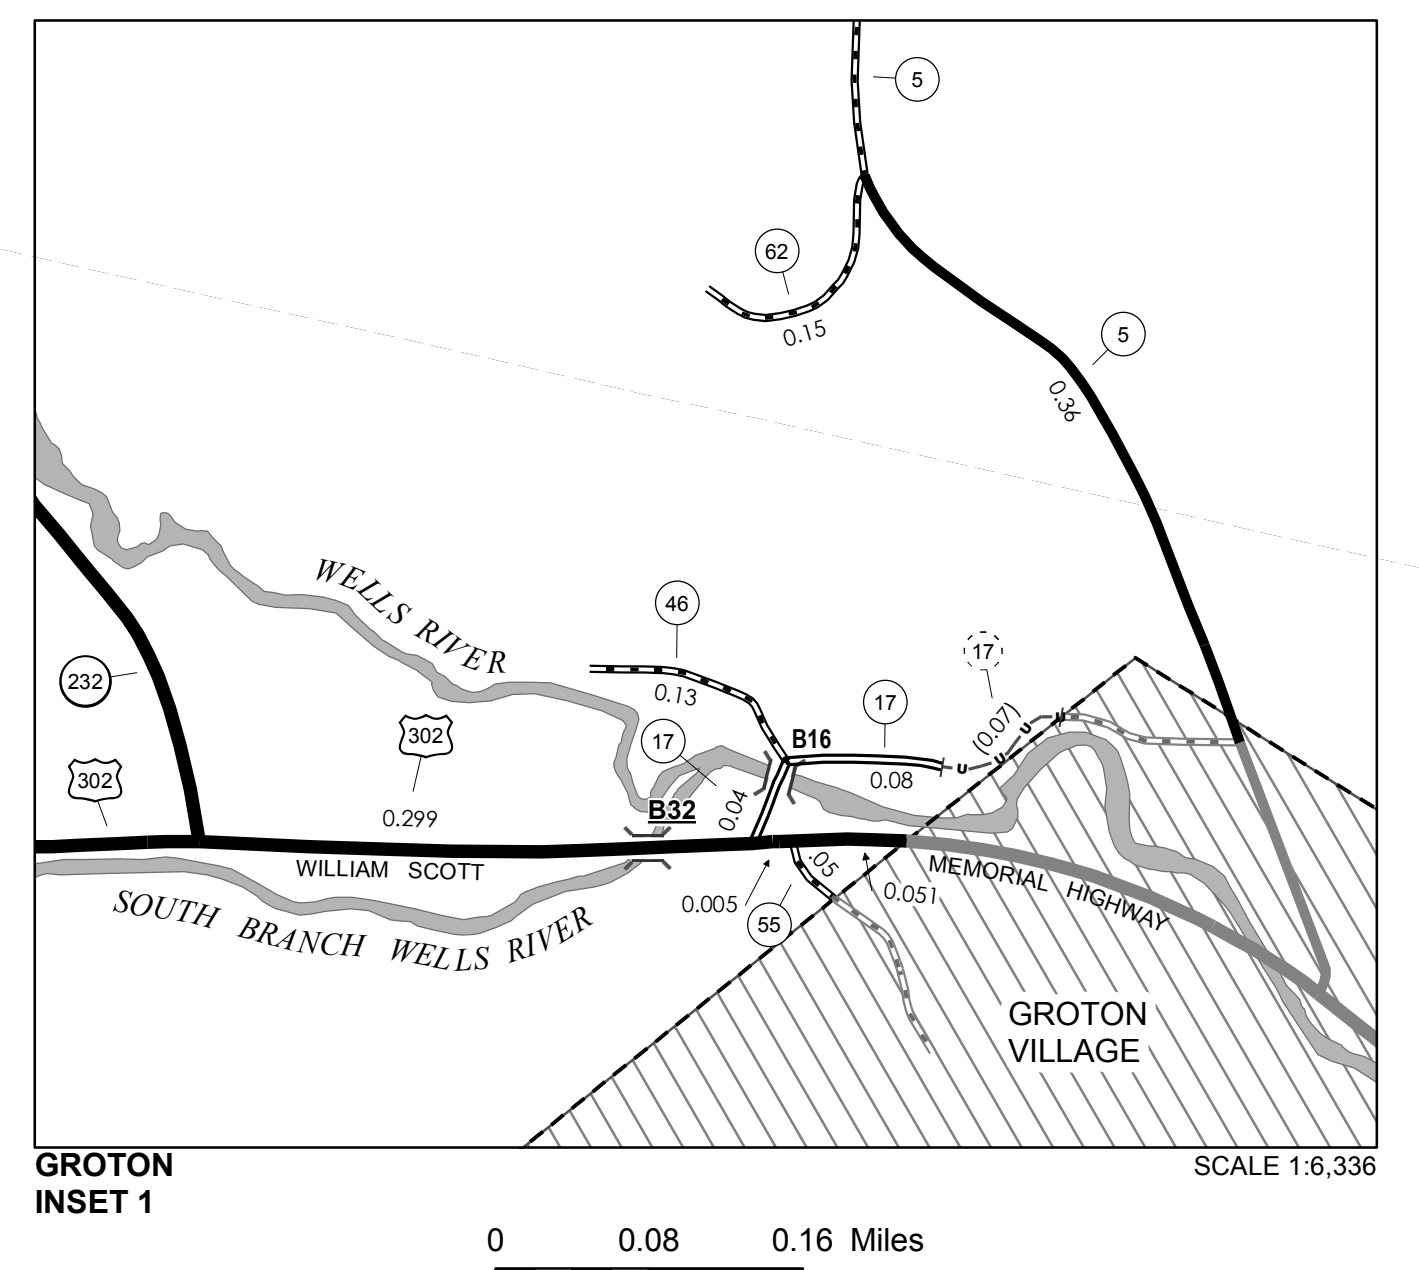 5
62
0.15
5
0.36
WELLS RIVER
46
17
0.13
(0.07)
232
302
17
B16
17
302
0.08
B32
0.04
0.299
WILLIAM SCOTT
.05
MEMORIAL HIGHWAY
0.005
0.051
55
SOUTH BRANCH WELLS RIVER
GROTON
VILLAGE
GROTON
INSET 1
SCALE 1:6,336
0 0.08 0.16 Miles